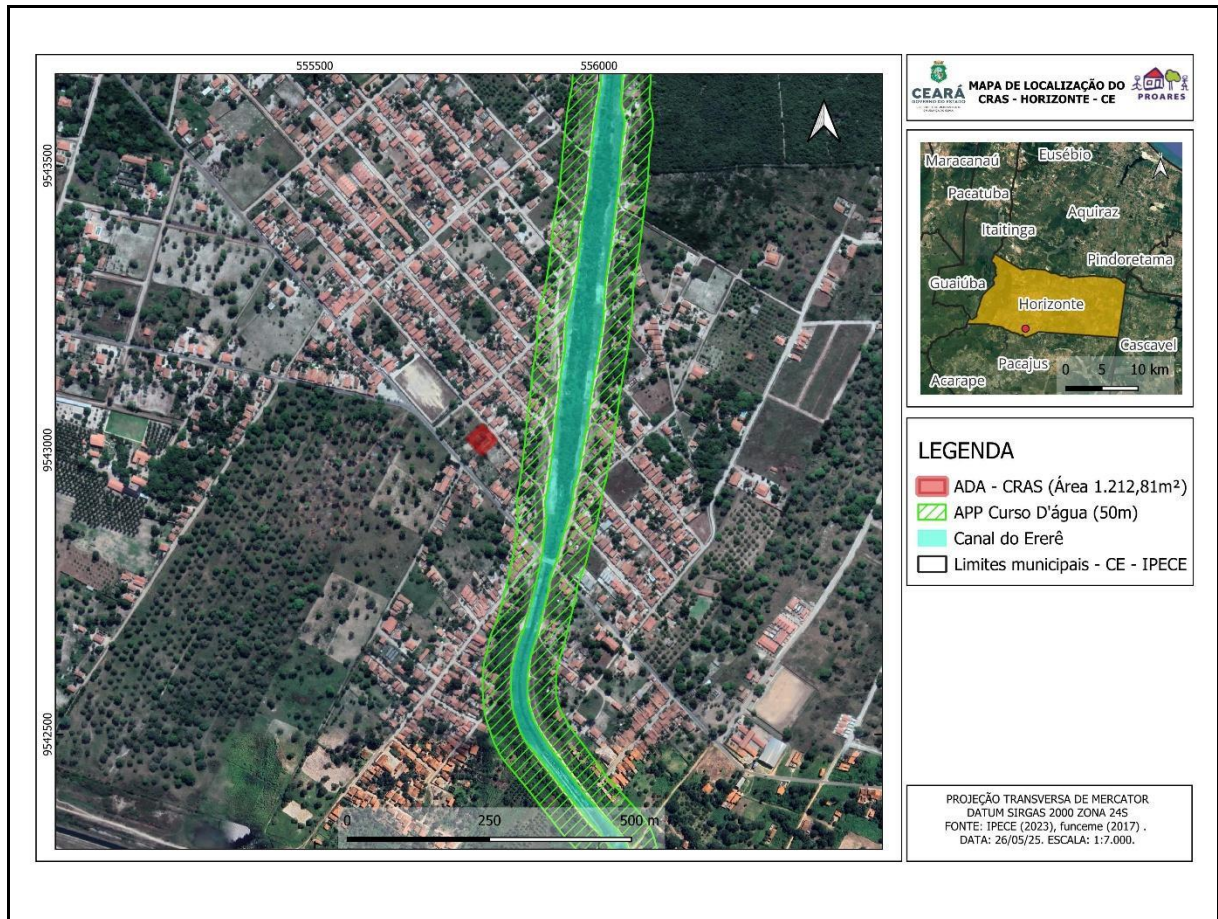 555500
556000
9543500
9543000
9542500
0
250
500 m
CEARÁ
GOVERNO DO ESTADO
MAPA DE LOCALIZAÇÃO DO
CRAS - HORIZONTE - CE
PROARES
Maracanaú
Eusébio
Pacatuba
Aquiraz
Itaitinga
Pindoretama
Guaiúba
Horizonte
Cascavel
Pacajus
Acarape
0 5 10 km
LEGENDA
ADA - CRAS (Área 1.212,81m²)
APP Curso D'água (50m)
Canal do Ererê
Limites municipais - CE - IPECE
PROJEÇÃO TRANSVERSA DE MERCATOR
DATUM SIRGAS 2000 ZONA 24S
FONTE: IPECE (2023), funceme (2017) .
DATA: 26/05/25. ESCALA: 1:7.000.